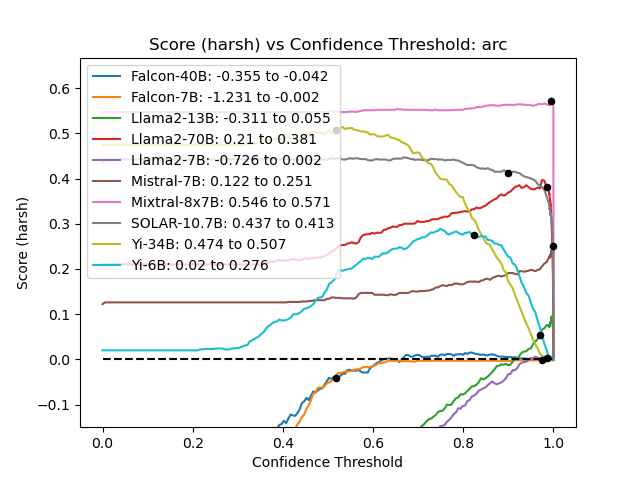 Score (harsh) vs Confidence Threshold: arc
Falcon-40B: -0.355 to -0.042
Falcon-7B: -1.231 to -0.002
Llama2-13B: -0.311 to 0.055
Llama2-70B: 0.21 to 0.381
Llama2-7B: -0.726 to 0.002
Mistral-7B: 0.122 to 0.251
Mixtral-8x7B: 0.546 to 0.571
SOLAR-10.7B: 0.437 to 0.413
Yi-34B: 0.474 to 0.507
Yi-6B: 0.02 to 0.276
Score (harsh)
0.6
0.5
0.4
0.3
0.2
0.1
0.0
−0.1
0.0 0.2 0.4 0.6 0.8 1.0
Confidence Threshold